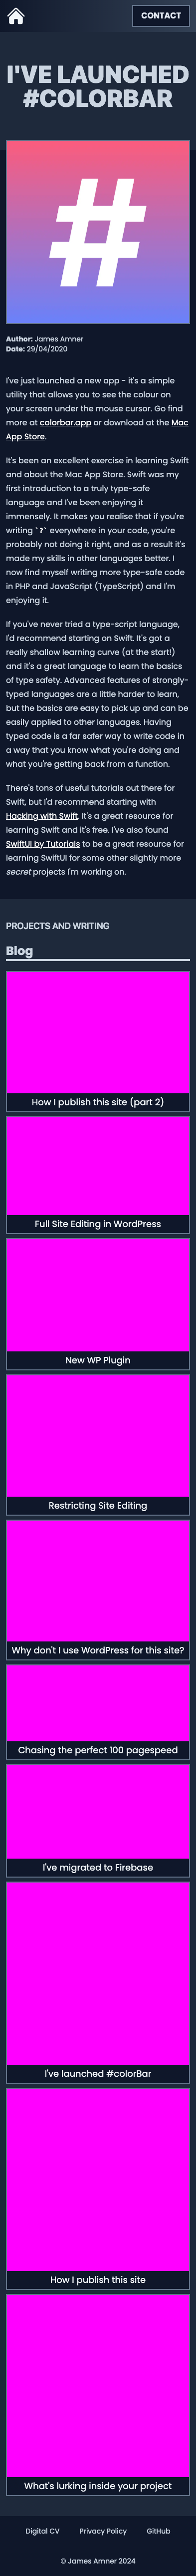 CONTACT
I'VE LAUNCHED
#COLORBAR
#
Author: James Amner
Date: 29/04/2020
I've just launched a new app - it's a simple
utility that allows you to see the colour on
your screen under the mouse cursor. Go find
more at colorbar.app or download at the Mac
App Store.
It's been an excellent exercise in learning Swift
and about the Mac App Store. Swift was my
first introduction to a truly type-safe
language and I've been enjoying it
immensely. It makes you realise that if you're
writing `?` everywhere in your code, you're
probably not doing it right, and as a result it's
made my skills in other languages better. I
now find myself writing more type-safe code
in PHP and JavaScript (TypeScript) and I'm
enjoying it.
If you've never tried a type-script language,
I'd recommend starting on Swift. It's got a
really shallow learning curve (at the start!)
and it's a great language to learn the basics
of type safety. Advanced features of strongly-
typed languages are a little harder to learn,
but the basics are easy to pick up and can be
easily applied to other languages. Having
typed code is a far safer way to write code in
a way that you know what you're doing and
what you're getting back from a function.
There's tons of useful tutorials out there for
Swift, but I'd recommend starting with
Hacking with Swift. It's a great resource for
learning Swift and it's free. I've also found
SwiftUI by Tutorials to be a great resource for
learning SwiftUI for some other slightly more
secret projects I'm working on.
PROJECTS AND WRITING
Blog
How I publish this site (part 2)
Full Site Editing in WordPress
New WP Plugin
Restricting Site Editing
Why don't I use WordPress for this site?
Chasing the perfect 100 pagespeed
I've migrated to Firebase
I've launched #colorBar
How I publish this site
What's lurking inside your project
Digital CV Privacy Policy GitHub
© James Amner 2024